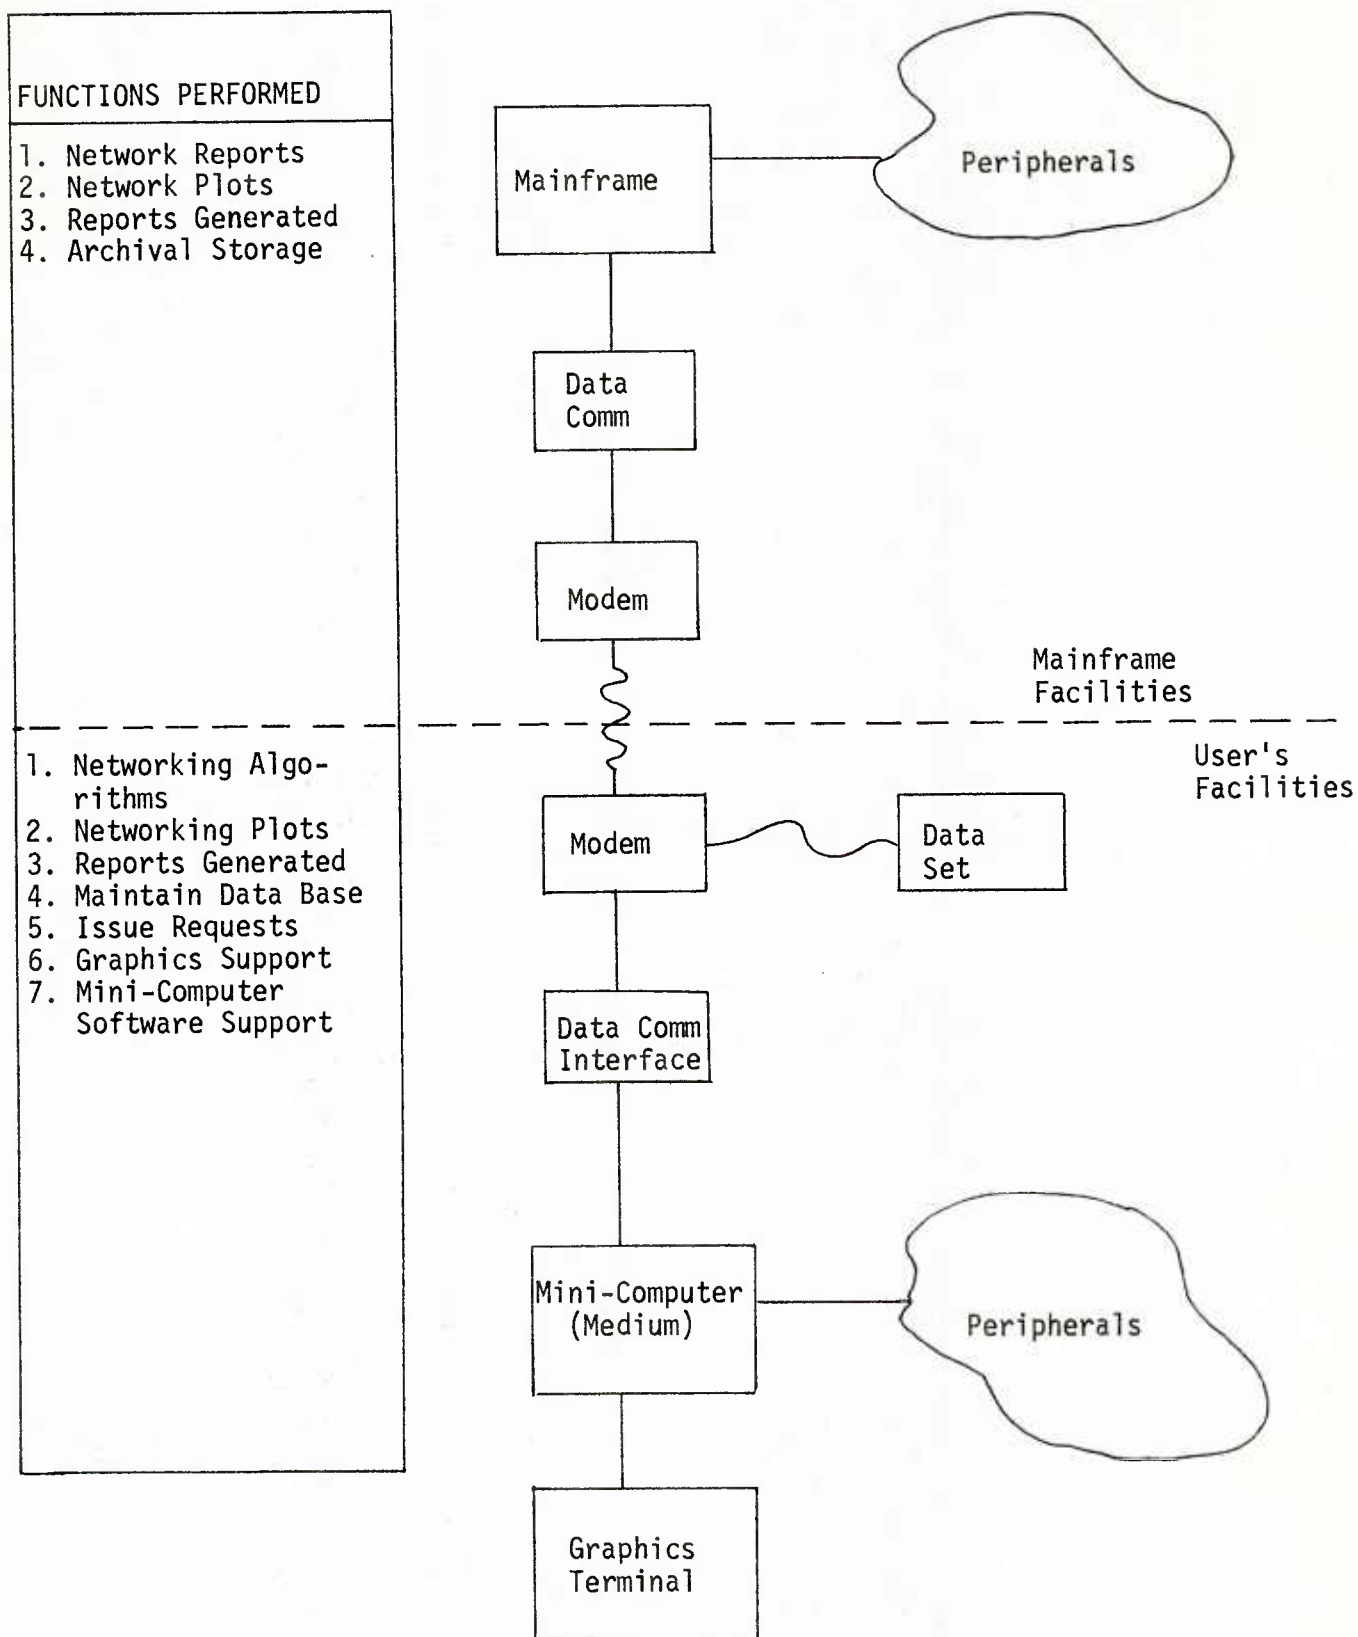 FUNCTIONS PERFORMED
1. Network Reports
2. Network Plots
3. Reports Generated
4. Archival Storage
Mainframe
Peripherals
Data
Comm
Modem
Mainframe
Facilities
1. Networking Algo-
rithms
2. Networking Plots
3. Reports Generated
4. Maintain Data Base
5. Issue Requests
6. Graphics Support
7. Mini-Computer
Software Support
User's
Facilities
Modem
Data
Set
Data Comm
Interface
Mini-Computer
(Medium)
Peripherals
Graphics
Terminal